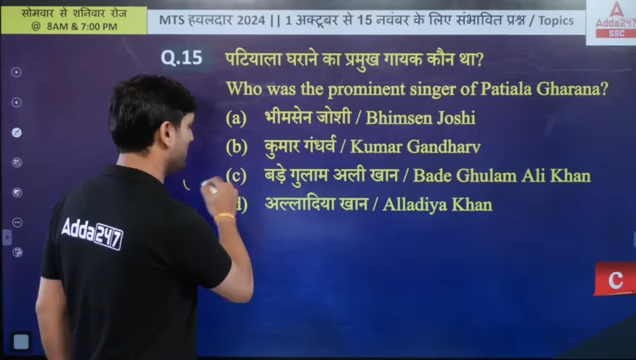 सोमवार से शनिवार रोज
@ 8AM & 7:00 PM
MTS हवलदार 2024 || 1 अक्टूबर से 15 नवंबर के लिए संभावित प्रश्न / Topics
Adda247
SSC
Q.15 पटियाला घराने का प्रमुख गायक कौन था?
Who was the prominent singer of Patiala Gharana?
(a) भीमसेन जोशी / Bhimsen Joshi
(b) कुमार गंधर्व / Kumar Gandharv
(c) बड़े गुलाम अली खान / Bade Ghulam Ali Khan
d) अल्लादिया खान / Alladiya Khan
Adda247
C